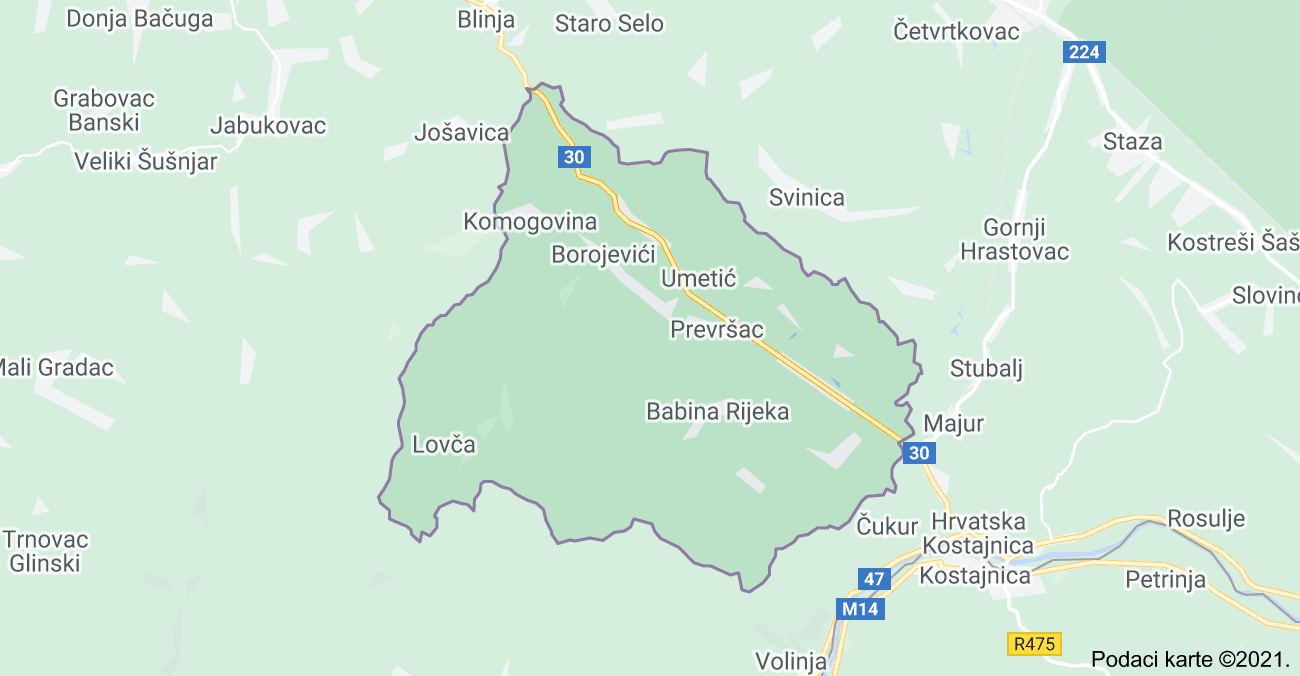 Donja Bačuga
Blinja
Staro Selo
Četvrtkovac
224
Grabovac
Banski
Jabukovac
Jošavica
Staza
Veliki Šušnjar
30
Svinica
Komogovina
Gornji
Hrastovac
Kostreši Šaš
Borojevići
Umetić
Slovinc
Prevršac
Mali Gradac
Stubalj
Babina Rijeka
Majur
Lovča
30
Čukur
Hrvatska
Kostajnica
Rosulje
Trnovac
Glinski
47
Kostajnica
Petrinja
M14
R475
Volinja
Podaci karte ©2021.